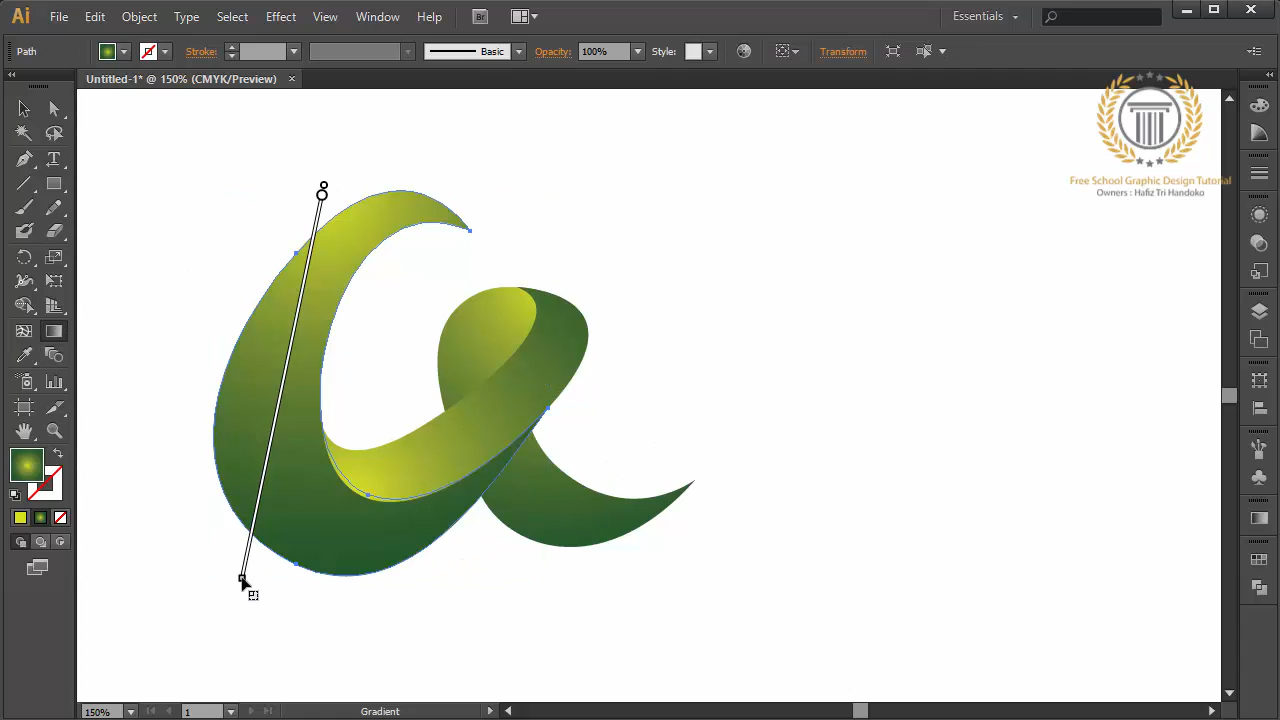 Ai File Edit Object Type Select Effect View Window Help Br Essentials
Path Stroke: Basic Opacity: 100% Style: Transform
Untitled-1* @ 150% (CMYK/Preview)
Free School Graphic Design Tutorial
Owners : Hafiz Tri Handoko
150% 1 Gradient